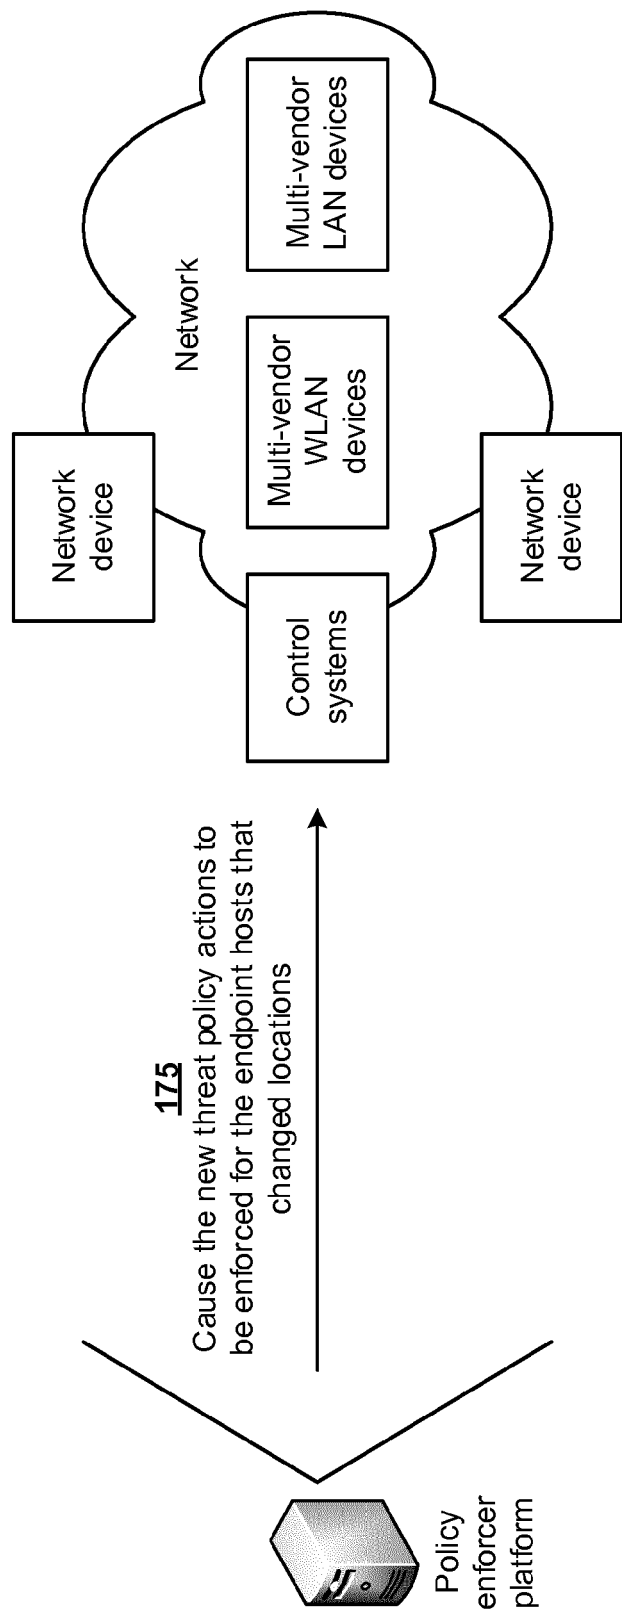 175
Cause the new threat policy actions to
be enforced for the endpoint hosts that
changed locations
Policy
enforcer
platform
Network
device
Control
systems
Network
device
Network
Multi-vendor
WLAN
devices
Multi-vendor
LAN devices